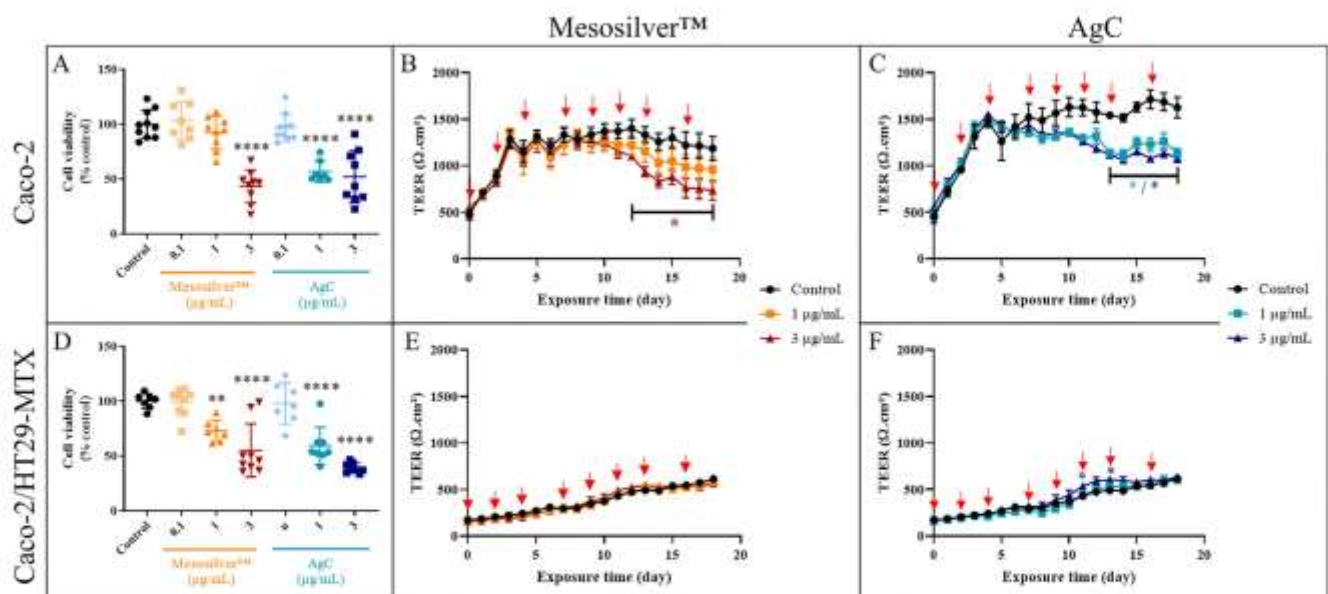 Mesosilver™
AgC
Caco-2
A
Cell viability
(% control)
150
100
50
0
****
****
****
Control
0.1
1
3
0.1
1
3
Mesosilver™
(µg/mL)
AgC
(µg/mL)
B
TEER (Ω.cm²)
2000
1500
1000
500
0
*
0
5
10
15
20
Exposure time (day)
Control
1 µg/mL
3 µg/mL
C
TEER (Ω.cm²)
2000
1500
1000
500
0
* / *
0
5
10
15
20
Exposure time (day)
Control
1 µg/mL
3 µg/mL
Caco-2/HT29-MTX
D
Cell viability
(% control)
150
100
50
0
**
****
****
****
Control
0.1
1
3
1
3
Mesosilver™
(µg/mL)
AgC
(µg/mL)
E
TEER (Ω.cm²)
2000
1500
1000
500
0
0
5
10
15
20
Exposure time (day)
F
TEER (Ω.cm²)
2000
1500
1000
500
0
* *
0
5
10
15
20
Exposure time (day)